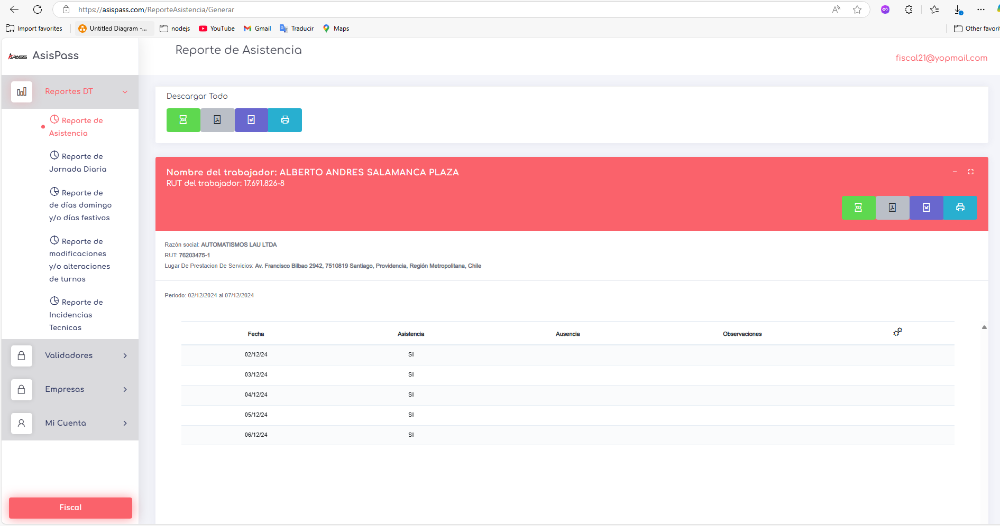 https://asispass.com/ReporteAsistencia/Generar
Import favorites
Untitled Diagram -...
nodejs
YouTube
Gmail
Traducir
Maps
Other favori
AsisPass
Reporte de Asistencia
fiscal21@yopmail.com
Reportes DT
Reporte de
Asistencia
Reporte de
Jornada Diaria
Reporte de
de días domingo
y/o días festivos
Reporte de
modificaciones
y/o alteraciones
de turnos
Reporte de
Incidencias
Tecnicas
Validadores
Empresas
Mi Cuenta
Fiscal
Descargar Todo
XLS
Nombre del trabajador: ALBERTO ANDRES SALAMANCA PLAZA
RUT del trabajador: 17.691.826-8
XLS
Razón social: AUTOMATISMOS LAU LTDA
RUT: 76203475-1
Lugar De Prestacion De Servicios: Av. Francisco Bilbao 2942, 7510819 Santiago, Providencia, Región Metropolitana, Chile
Periodo: 02/12/2024 al 07/12/2024
Fecha Asistencia Ausencia Observaciones
02/12/24 SI
03/12/24 SI
04/12/24 SI
05/12/24 SI
06/12/24 SI